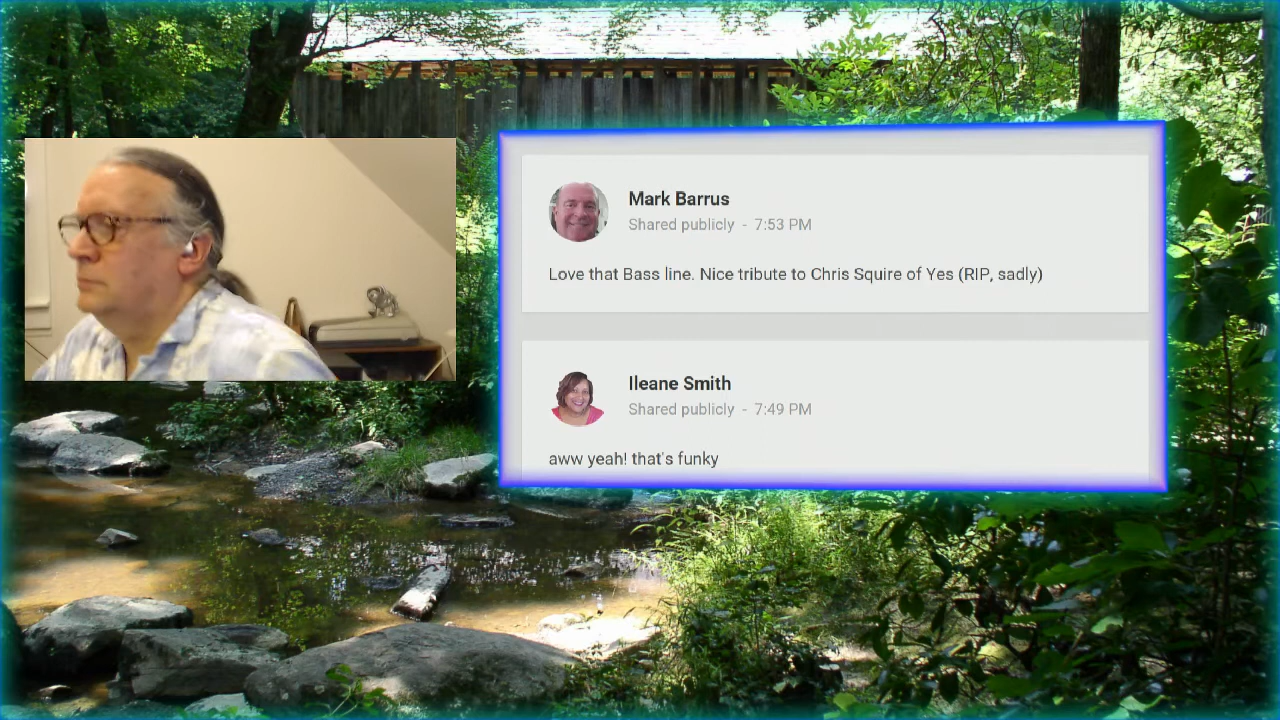 Mark Barrus
Shared publicly - 7:53 PM
Love that Bass line. Nice tribute to Chris Squire of Yes (RIP, sadly)
Ileane Smith
Shared publicly - 7:49 PM
aww yeah! that's funky